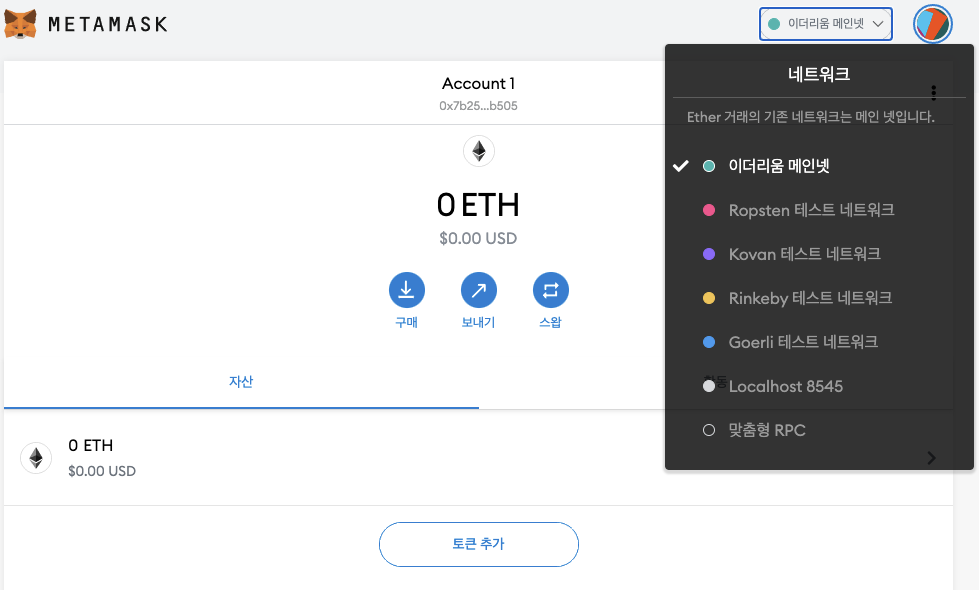 METAMASK
이더리움 메인넷
Account 1
0x7b25...b505
0 ETH
$0.00 USD
구매
보내기
스왑
자산
활동
0 ETH
$0.00 USD
토큰 추가
네트워크
Ether 거래의 기존 네트워크는 메인 넷입니다.
이더리움 메인넷
Ropsten 테스트 네트워크
Kovan 테스트 네트워크
Rinkeby 테스트 네트워크
Goerli 테스트 네트워크
Localhost 8545
맞춤형 RPC